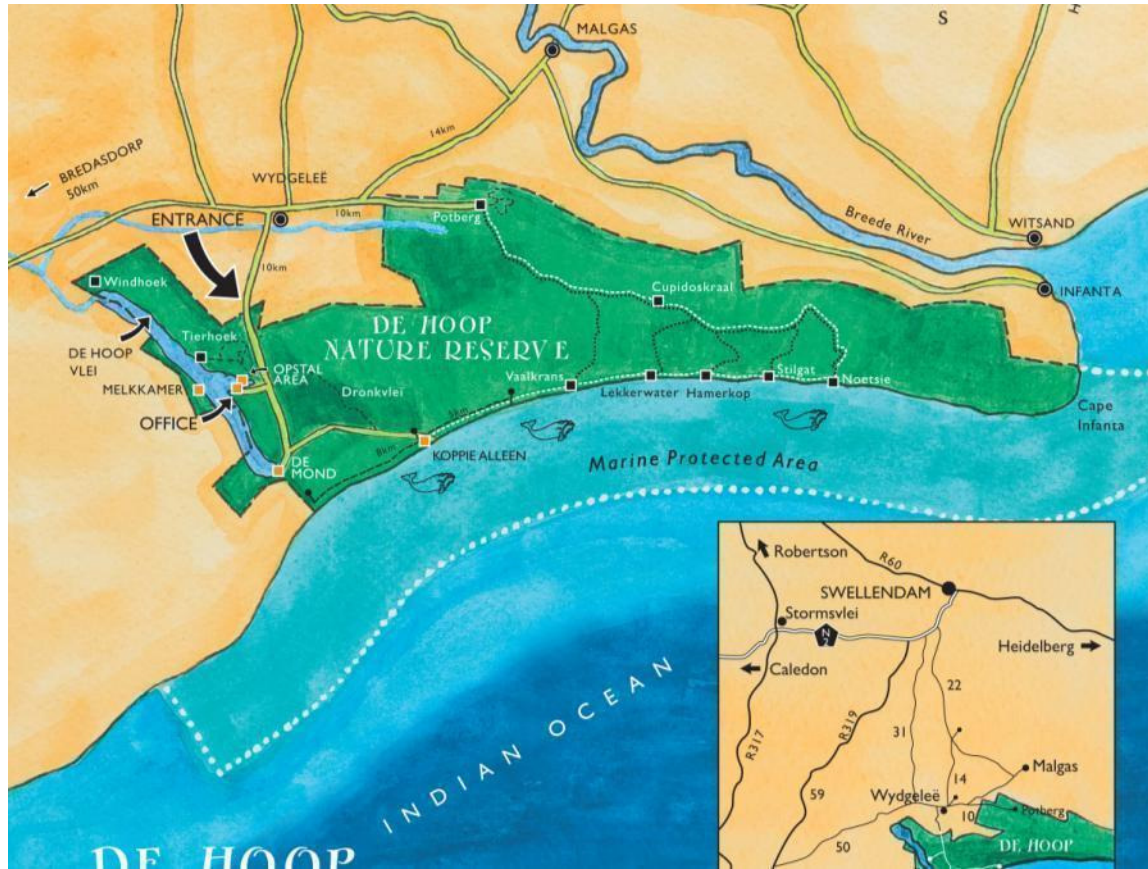 S
H
MALGAS
BREDASDORP
50km
14km
WYDGELEË
ENTRANCE
10km
Potberg
Breede River
WITSAND
10km
Windhoek
Cupidoskraal
INFANTA
DE HOOP
NATURE RESERVE
Tierhoek
DE HOOP
VLEI
OPSTAL
AREA
MELKKAMER
Dronkvlei
Vaalkrans
Lekkerwater
Hamerkop
Stilgat
Noetsie
OFFICE
Cape
Infanta
8km
KOPPIE ALLEEN
DE
MOND
Marine Protected Area
INDIAN OCEAN
DE HOOP
Robertson
R60
SWELLENDAM
Stormsvlei
N
2
Heidelberg
Caledon
22
R317
R319
31
Malgas
59
14
Wydgeleë
10
Potberg
50
DE HOOP